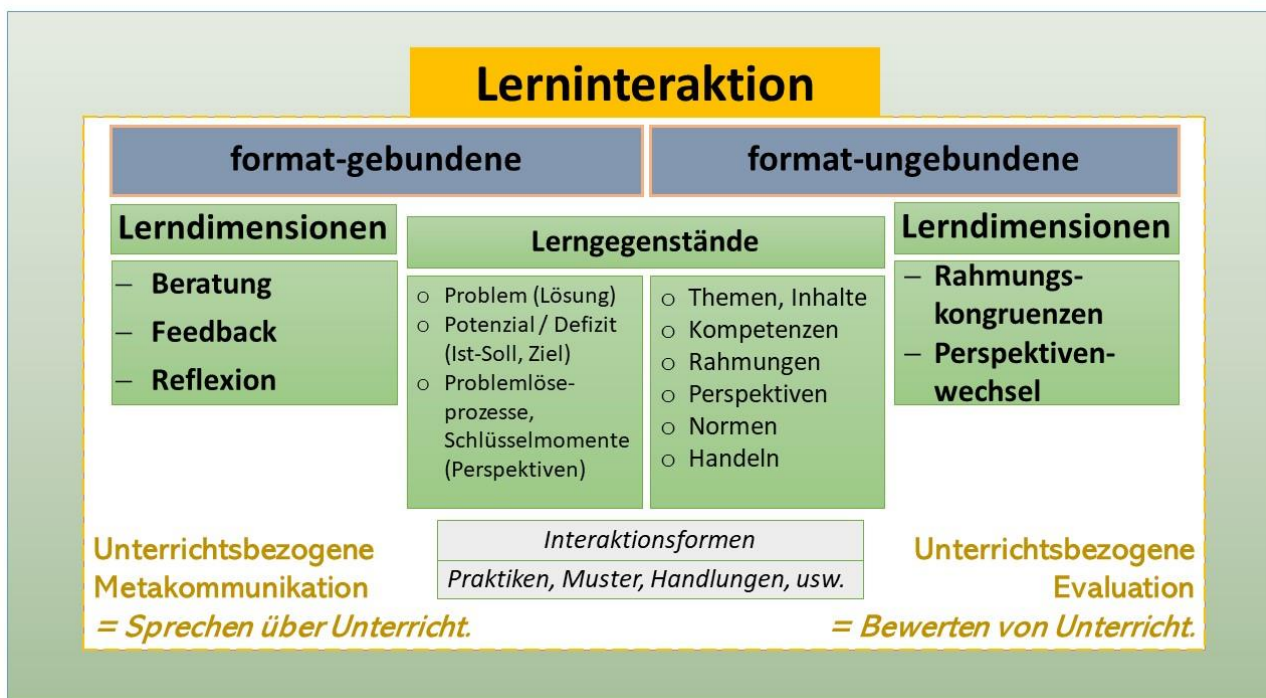 Lerninteraktion
format-gebundene
format-ungebundene
Lerndimensionen
– Beratung
– Feedback
– Reflexion
Lerngegenstände
o Problem (Lösung)
o Potenzial / Defizit
(Ist-Soll, Ziel)
o Problemlöse-
prozesse,
Schlüsselmomente
(Perspektiven)
o Themen, Inhalte
o Kompetenzen
o Rahmungen
o Perspektiven
o Normen
o Handeln
Lerndimensionen
– Rahmungs-
kongruenzen
– Perspektiven-
wechsel
Interaktionsformen
Praktiken, Muster, Handlungen, usw.
Unterrichtsbezogene
Metakommunikation
= Sprechen über Unterricht.
Unterrichtsbezogene
Evaluation
= Bewerten von Unterricht.